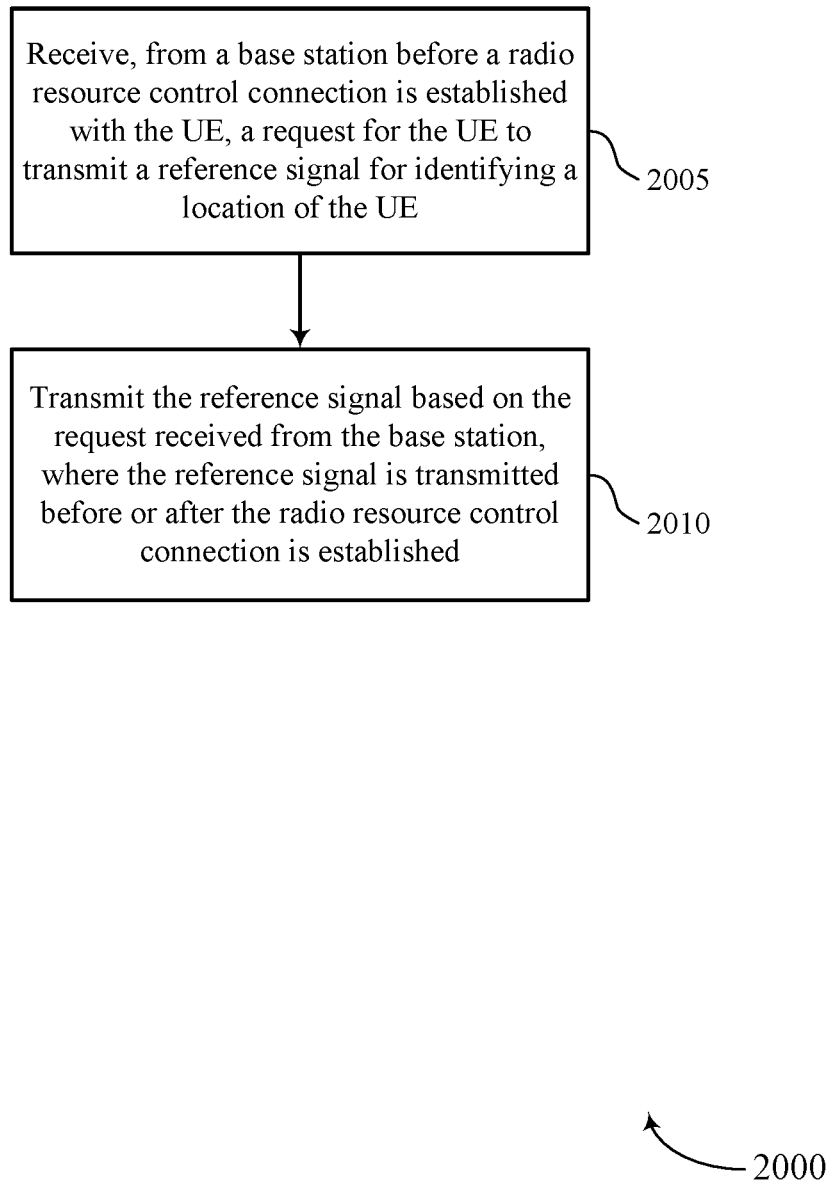 Receive, from a base station before a radio
resource control connection is established
with the UE, a request for the UE to
transmit a reference signal for identifying a
location of the UE
2005
Transmit the reference signal based on the
request received from the base station,
where the reference signal is transmitted
before or after the radio resource control
connection is established
2010
2000